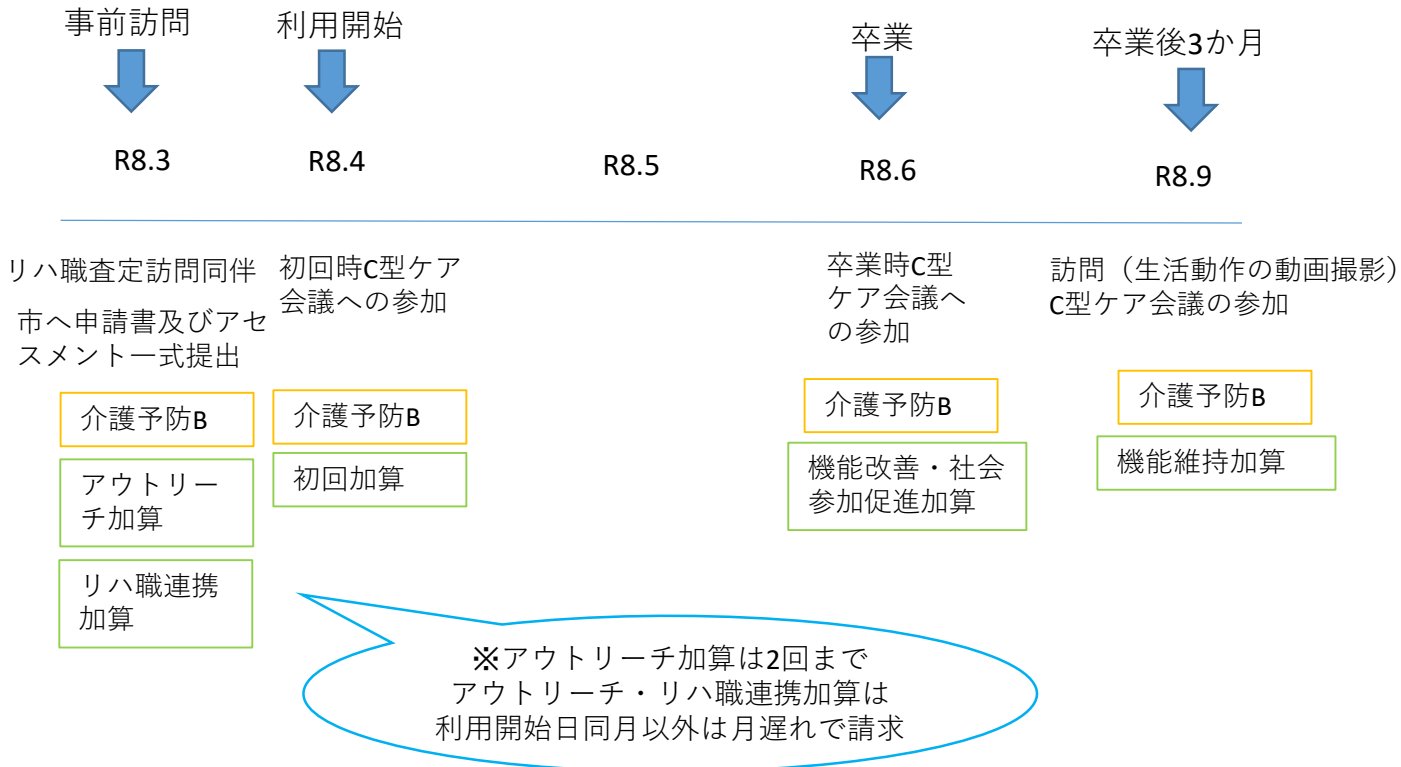 事前訪問
利用開始
卒業
卒業後3か月
R8.3
R8.4
R8.5
R8.6
R8.9
リハ職査定訪問同伴
市へ申請書及びアセ
スメント一式提出
初回時C型ケア
会議への参加
卒業時C型
ケア会議へ
の参加
訪問（生活動作の動画撮影）
C型ケア会議の参加
介護予防B
アウトリー
チ加算
リハ職連携
加算
介護予防B
初回加算
介護予防B
機能改善・社会
参加促進加算
介護予防B
機能維持加算
※アウトリーチ加算は2回まで
アウトリーチ・リハ職連携加算は
利用開始日同月以外は月遅れで請求